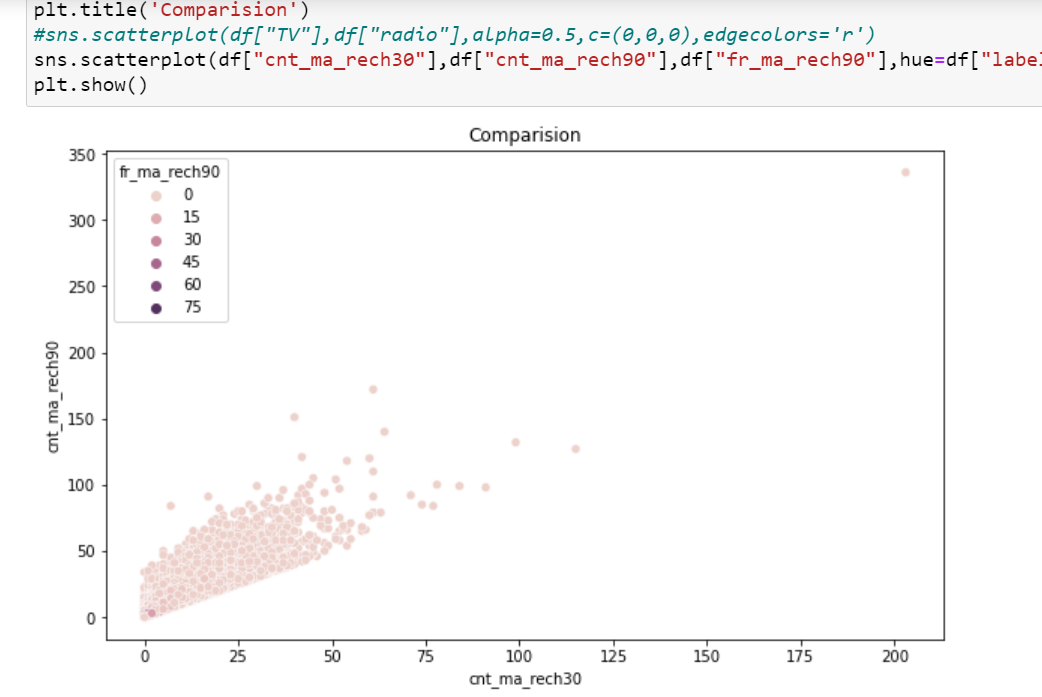 plt.title('Comparision')
#sns.scatterplot(df["TV"],df["radio"],alpha=0.5,c=(0,0,0),edgecolors='r')
sns.scatterplot(df["cnt_ma_rech30"],df["cnt_ma_rech90"],df["fr_ma_rech90"],hue=df["label
plt.show()
Comparision
350
300
250
200
150
100
50
0
cnt_ma_rech90
fr_ma_rech90
0
15
30
45
60
75
0 25 50 75 100 125 150 175 200
cnt_ma_rech30